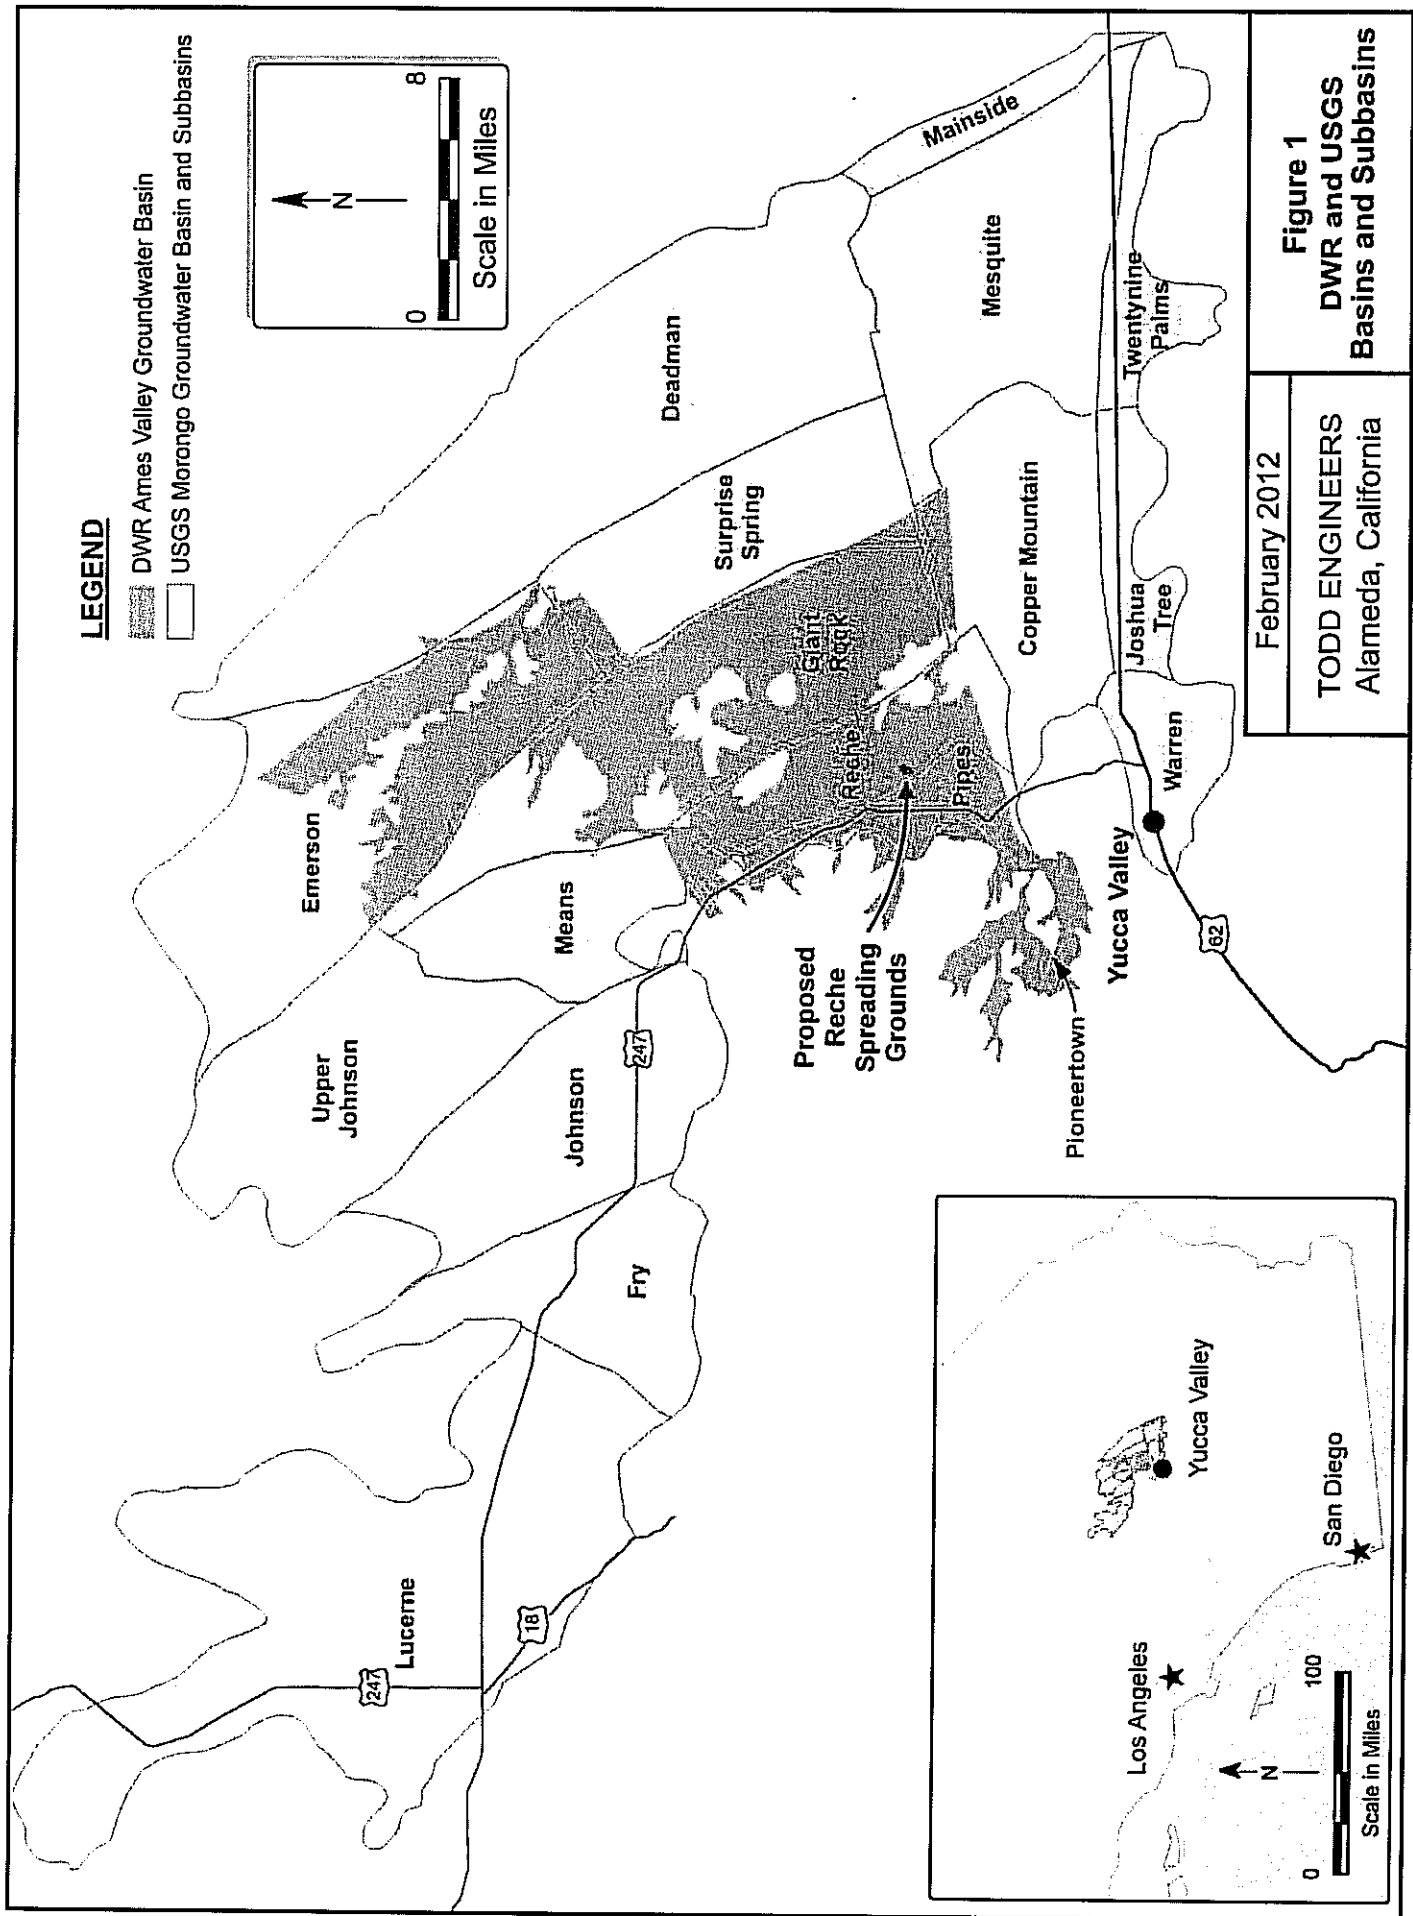 LEGEND
DWR Ames Valley Groundwater Basin
USGS Morongo Groundwater Basin and Subbasins
N
0
8
Scale in Miles
247
Lucerne
18
Fry
Upper
Johnson
Johnson
247
Emerson
Means
Deadman
Surprise
Spring
Giant
Rock
Reche
Pipes
Proposed
Reche
Spreading
Grounds
Pioneertown
Mainside
Mesquite
Copper Mountain
Twentynine
Palms
Joshua
Tree
Warren
Yucca Valley
62
Los Angeles
Yucca Valley
San Diego
N
0
100
Scale in Miles
February 2012
TODD ENGINEERS
Alameda, California
Figure 1
DWR and USGS
Basins and Subbasins